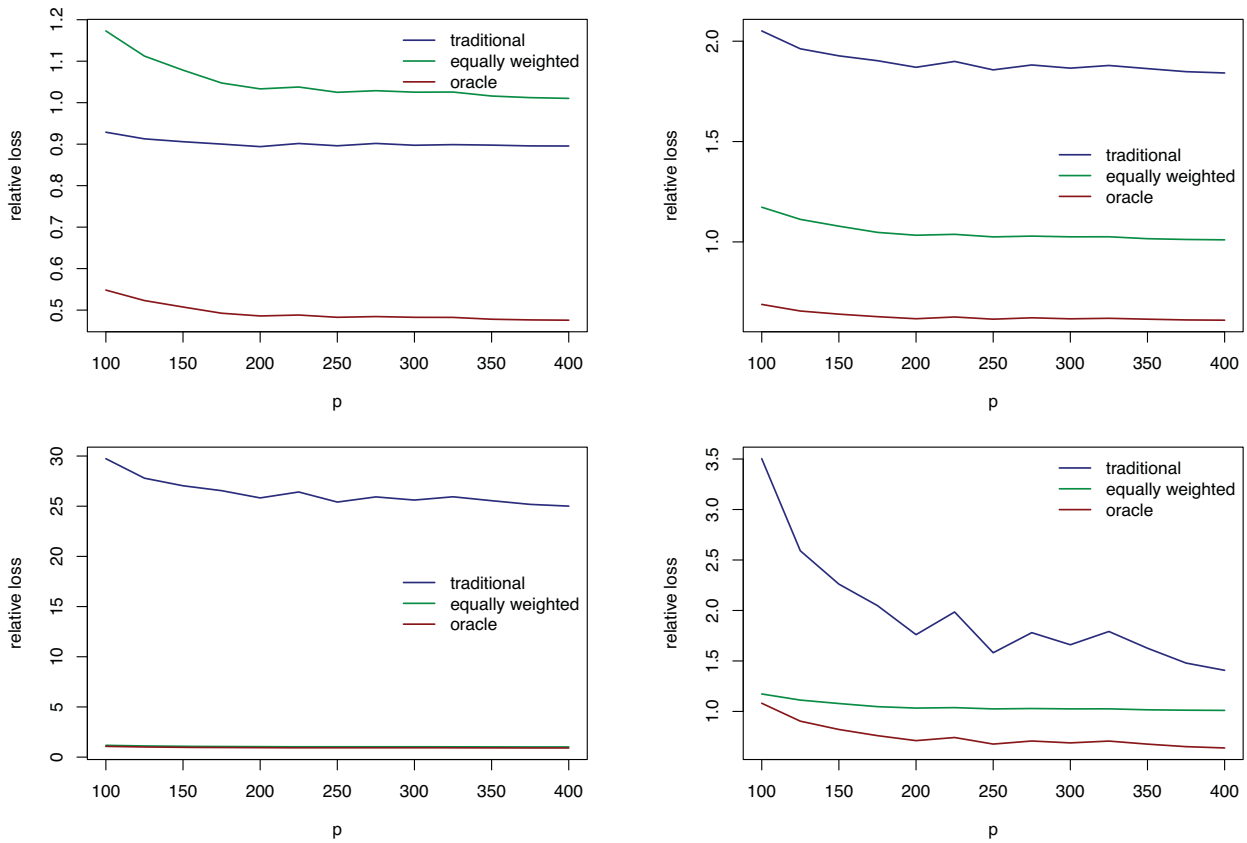 relative loss
1.2
1.1
1.0
0.9
0.8
0.7
0.6
0.5
traditional
equally weighted
oracle
100 150 200 250 300 350 400
p
relative loss
2.0
1.5
1.0
traditional
equally weighted
oracle
100 150 200 250 300 350 400
p
relative loss
30
25
20
15
10
5
0
traditional
equally weighted
oracle
100 150 200 250 300 350 400
p
relative loss
3.5
3.0
2.5
2.0
1.5
1.0
traditional
equally weighted
oracle
100 150 200 250 300 350 400
p